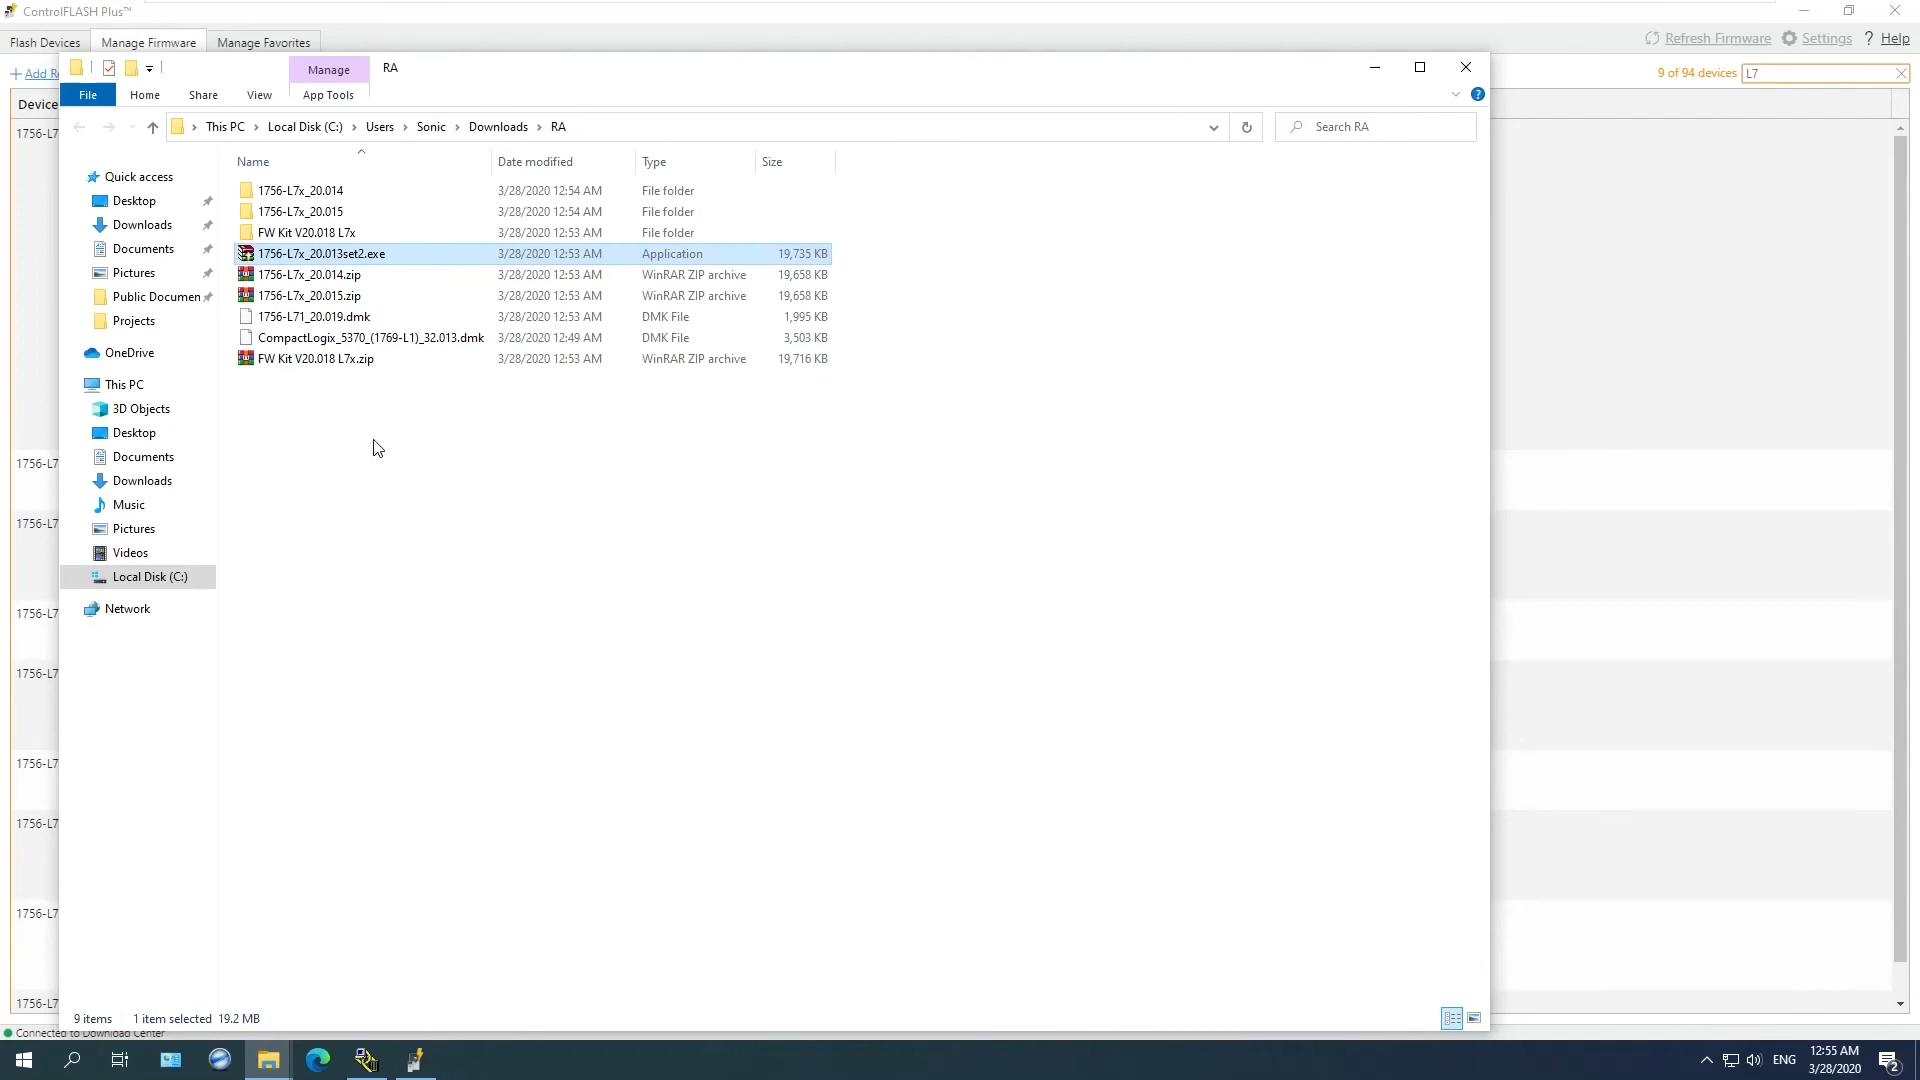 ControlFLASH Plus™
Flash Devices
Manage Firmware
Manage Favorites
Refresh Firmware
Settings
? Help
Add Re
9 of 94 devices
L7
Device
Manage
RA
File
Home
Share
View
App Tools
This PC > Local Disk (C:) > Users > Sonic > Downloads > RA
Search RA
Name
Date modified
Type
Size
1756-L7x_20.014 3/28/2020 12:54 AM File folder
1756-L7x_20.015 3/28/2020 12:54 AM File folder
FW Kit V20.018 L7x 3/28/2020 12:53 AM File folder
1756-L7x_20.013set2.exe 3/28/2020 12:53 AM Application 19,735 KB
1756-L7x_20.014.zip 3/28/2020 12:53 AM WinRAR ZIP archive 19,658 KB
1756-L7x_20.015.zip 3/28/2020 12:53 AM WinRAR ZIP archive 19,658 KB
1756-L71_20.019.dmk 3/28/2020 12:53 AM DMK File 1,995 KB
CompactLogix_5370_(1769-L1)_32.013.dmk 3/28/2020 12:49 AM DMK File 3,503 KB
FW Kit V20.018 L7x.zip 3/28/2020 12:53 AM WinRAR ZIP archive 19,716 KB
Quick access
Desktop
Downloads
Documents
Pictures
Public Documen
Projects
OneDrive
This PC
3D Objects
Desktop
Documents
Downloads
Music
Pictures
Videos
Local Disk (C:)
Network
1756-L7
1756-L7
1756-L7
1756-L7
1756-L7
1756-L7
1756-L7
1756-L7
1756-L7
9 items
1 item selected 19.2 MB
Connected to Download Center
ENG
12:55 AM
3/28/2020
2